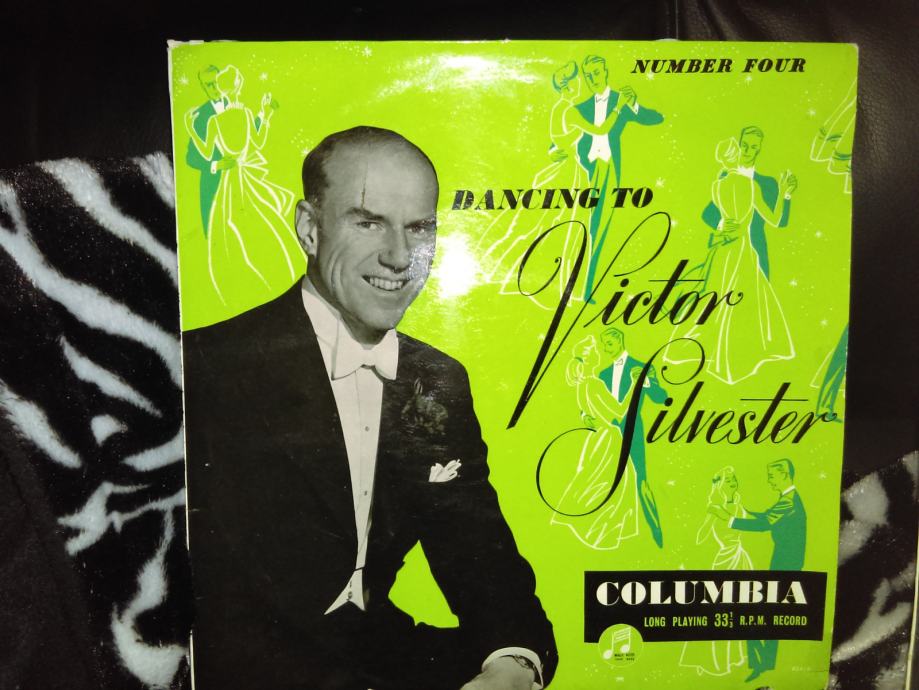 NUMBER FOUR
DANCING TO
Victor
Silvester
COLUMBIA
LONG PLAYING 33⅓ R.P.M. RECORD